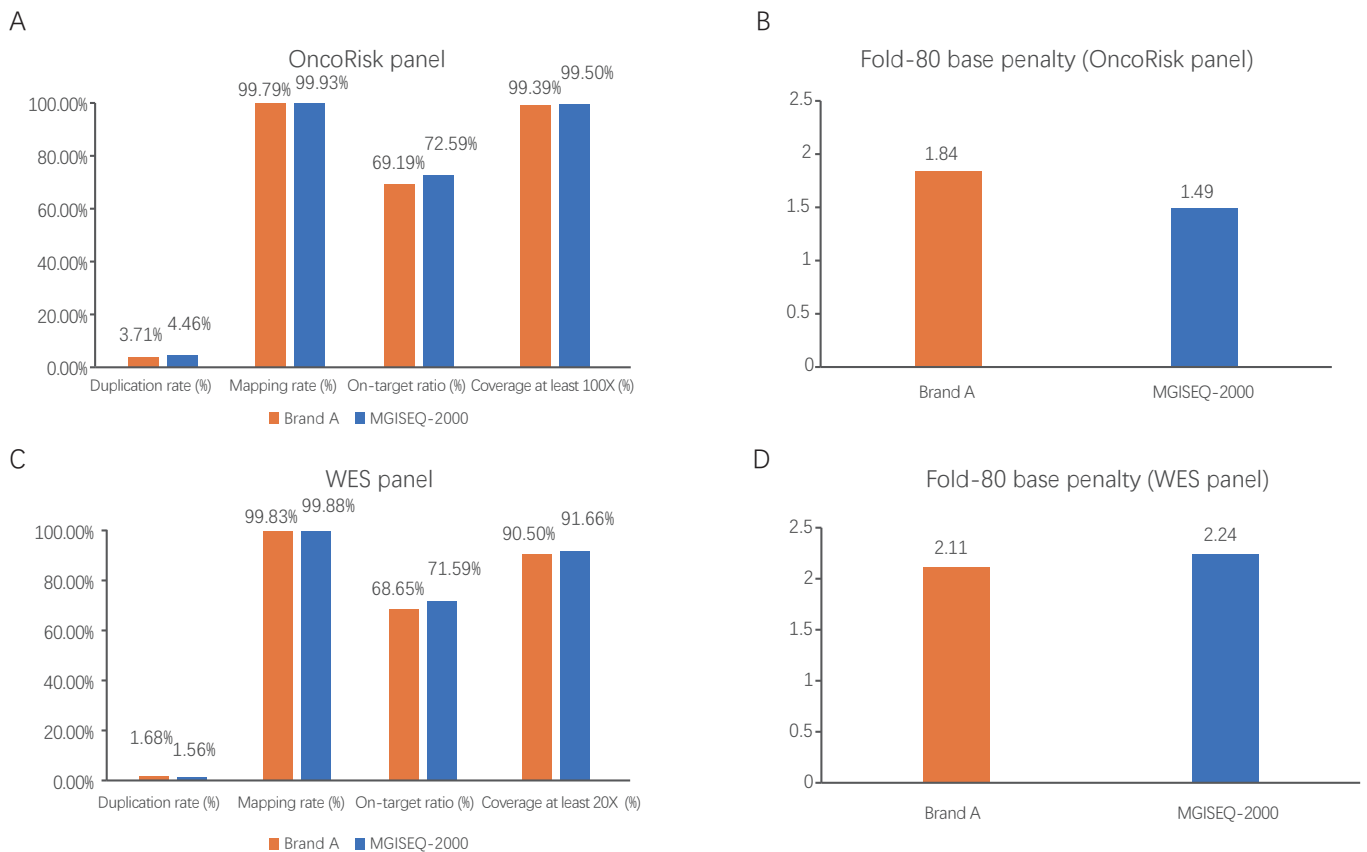 A
OncoRisk panel
99.79%
99.93%
99.39%
99.50%
69.19%
72.59%
3.71%
4.46%
100.00%
80.00%
60.00%
40.00%
20.00%
0.00%
Duplication rate (%)
Mapping rate (%)
On-target ratio (%)
Coverage at least 100X (%)
Brand A
MGISEQ-2000
B
Fold-80 base penalty (OncoRisk panel)
2.5
2
1.5
1
0.5
0
1.84
1.49
Brand A
MGISEQ-2000
C
WES panel
99.83%
99.88%
90.50%
91.66%
68.65%
71.59%
1.68%
1.56%
100.00%
80.00%
60.00%
40.00%
20.00%
0.00%
Duplication rate (%)
Mapping rate (%)
On-target ratio (%)
Coverage at least 20X (%)
Brand A
MGISEQ-2000
D
Fold-80 base penalty (WES panel)
2.5
2
1.5
1
0.5
0
2.11
2.24
Brand A
MGISEQ-2000